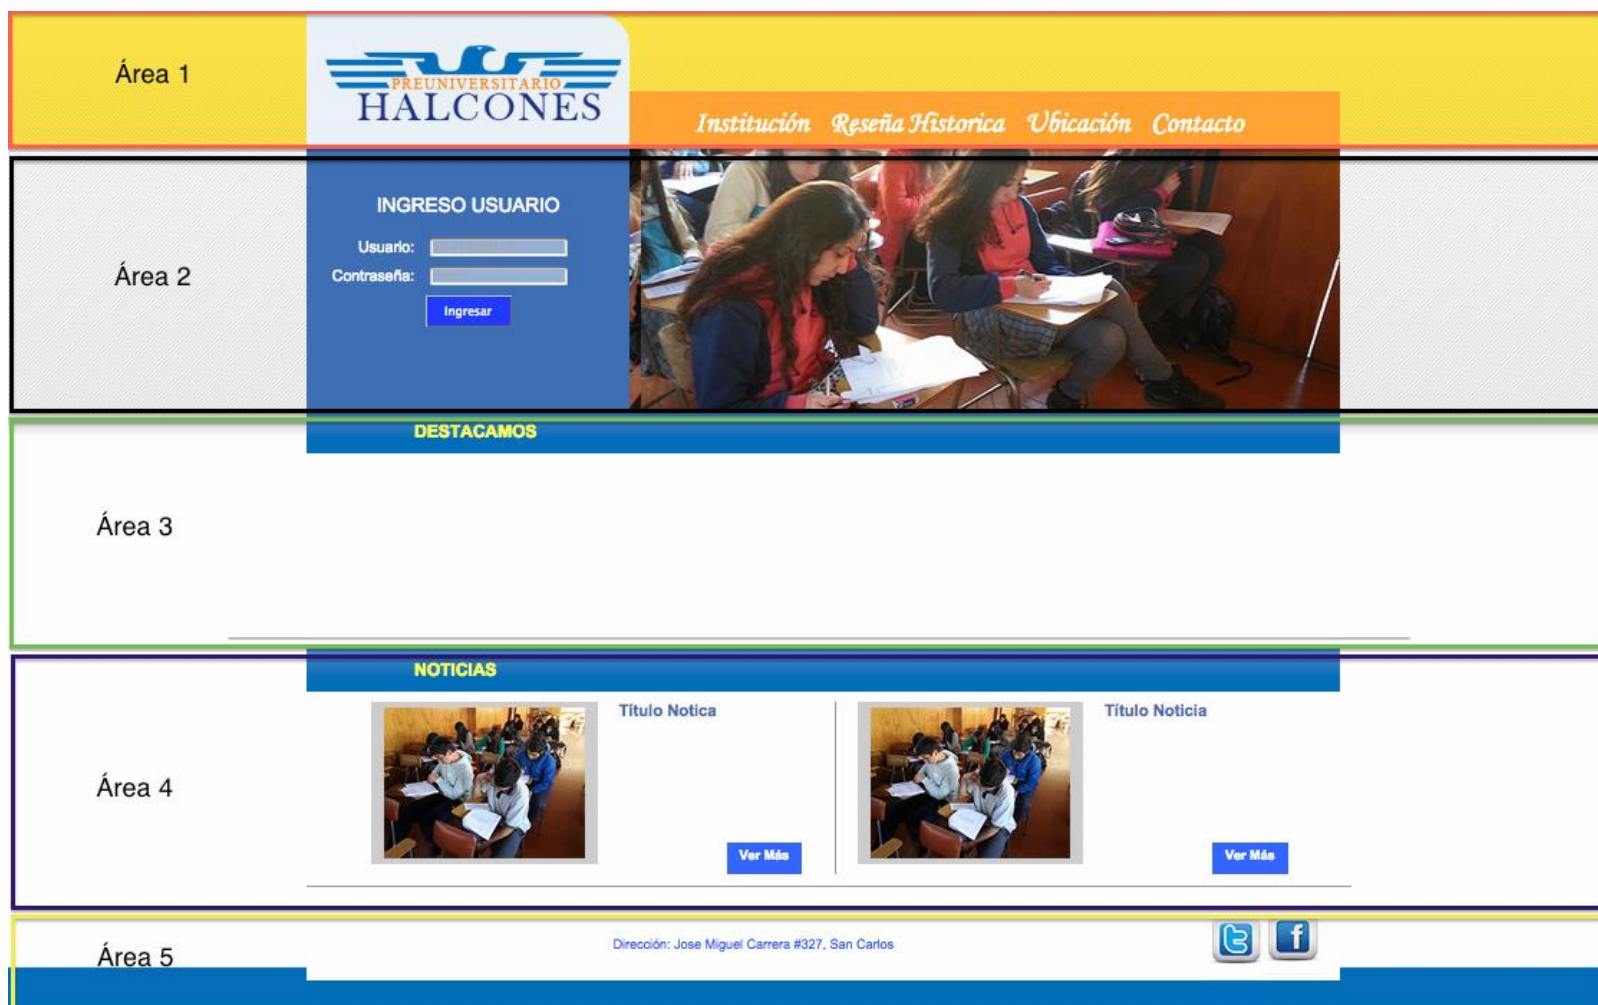 Área 1
PREUNIVERSITARIO
HALCONES
Institución Reseña Historica Ubicación Contacto
Área 2
INGRESO USUARIO
Usuario:
Contraseña:
Ingresar
DESTACAMOS
Área 3
NOTICIAS
Área 4
Título Notica
Ver Más
Título Noticia
Ver Más
Área 5
Dirección: Jose Miguel Carrera #327, San Carlos